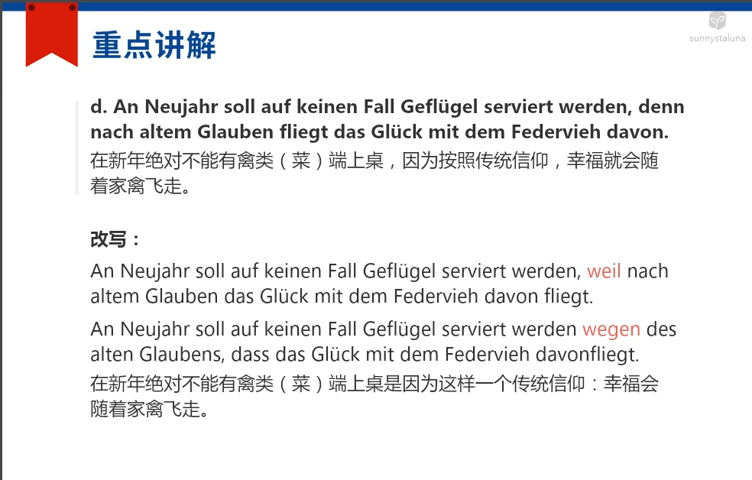 sunnystaluna
重点讲解
d. An Neujahr soll auf keinen Fall Geflügel serviert werden, denn
nach altem Glauben fliegt das Glück mit dem Federvieh davon.
在新年绝对不能有禽类（菜）端上桌，因为按照传统信仰，幸福就会随
着家禽飞走。
改写：
An Neujahr soll auf keinen Fall Geflügel serviert werden, weil nach
altem Glauben das Glück mit dem Federvieh davon fliegt.
An Neujahr soll auf keinen Fall Geflügel serviert werden wegen des
alten Glaubens, dass das Glück mit dem Federvieh davonfliegt.
在新年绝对不能有禽类（菜）端上桌是因为这样一个传统信仰：幸福会
随着家禽飞走。